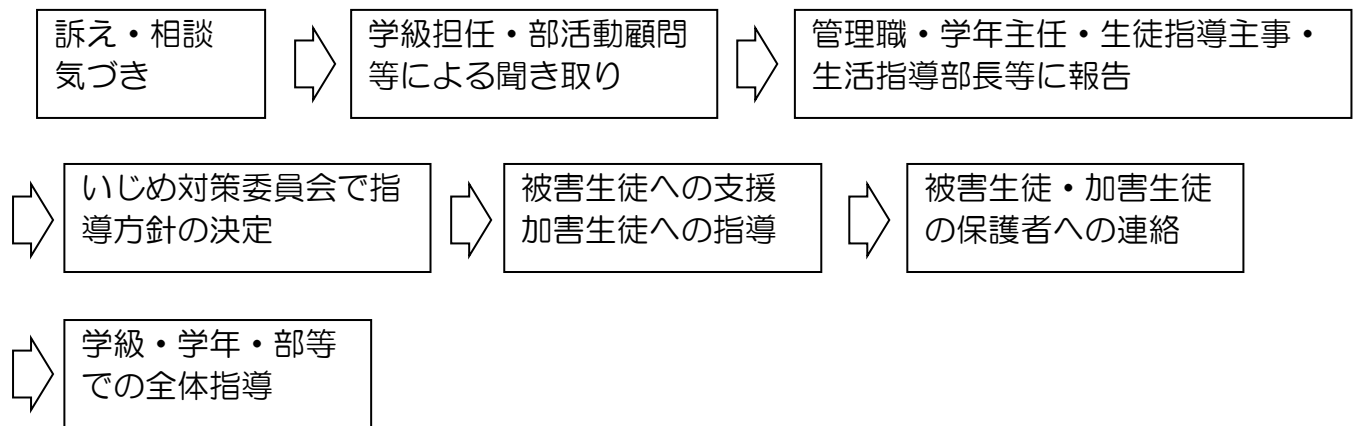 訴え・相談
気づき
学級担任・部活動顧問
等による聞き取り
管理職・学年主任・生徒指導主事・
生活指導部長等に報告
いじめ対策委員会で指
導方針の決定
被害生徒への支援
加害生徒への指導
被害生徒・加害生徒
の保護者への連絡
学級・学年・部等
での全体指導